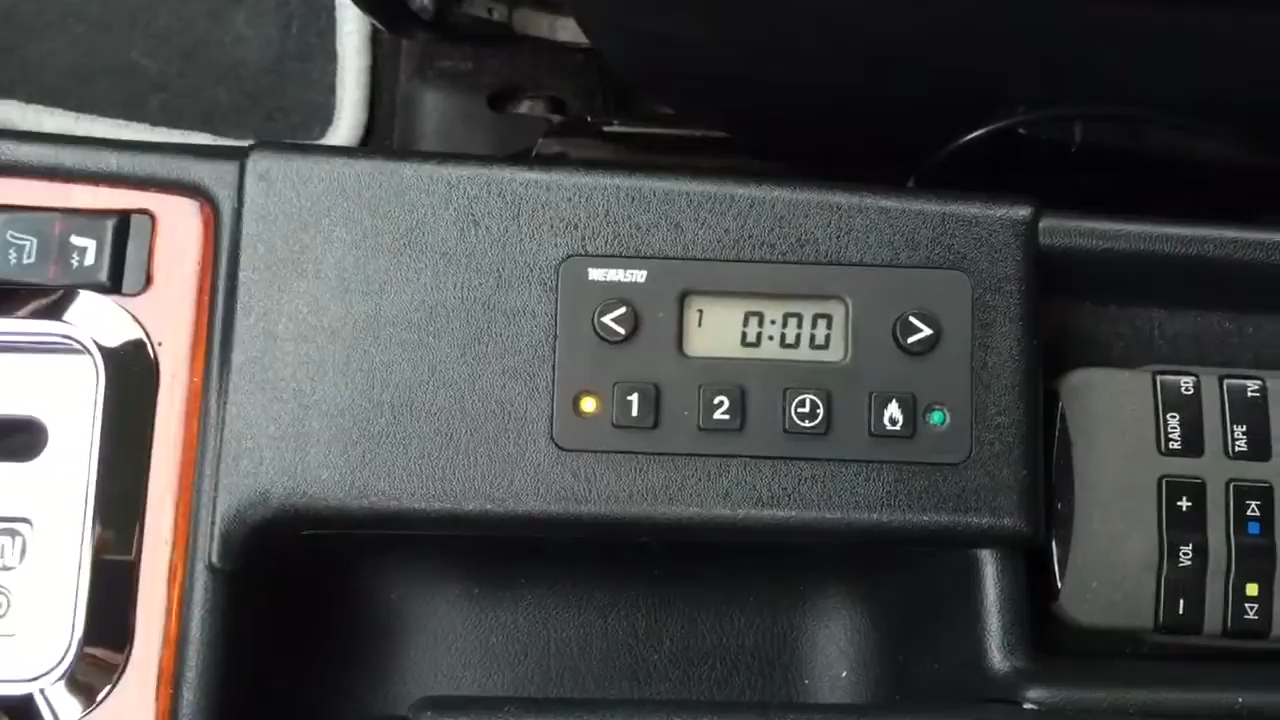 WEBASTO
<
1 0:00
>
1
2
RADIO CD
TAPE TV
+ VOL −